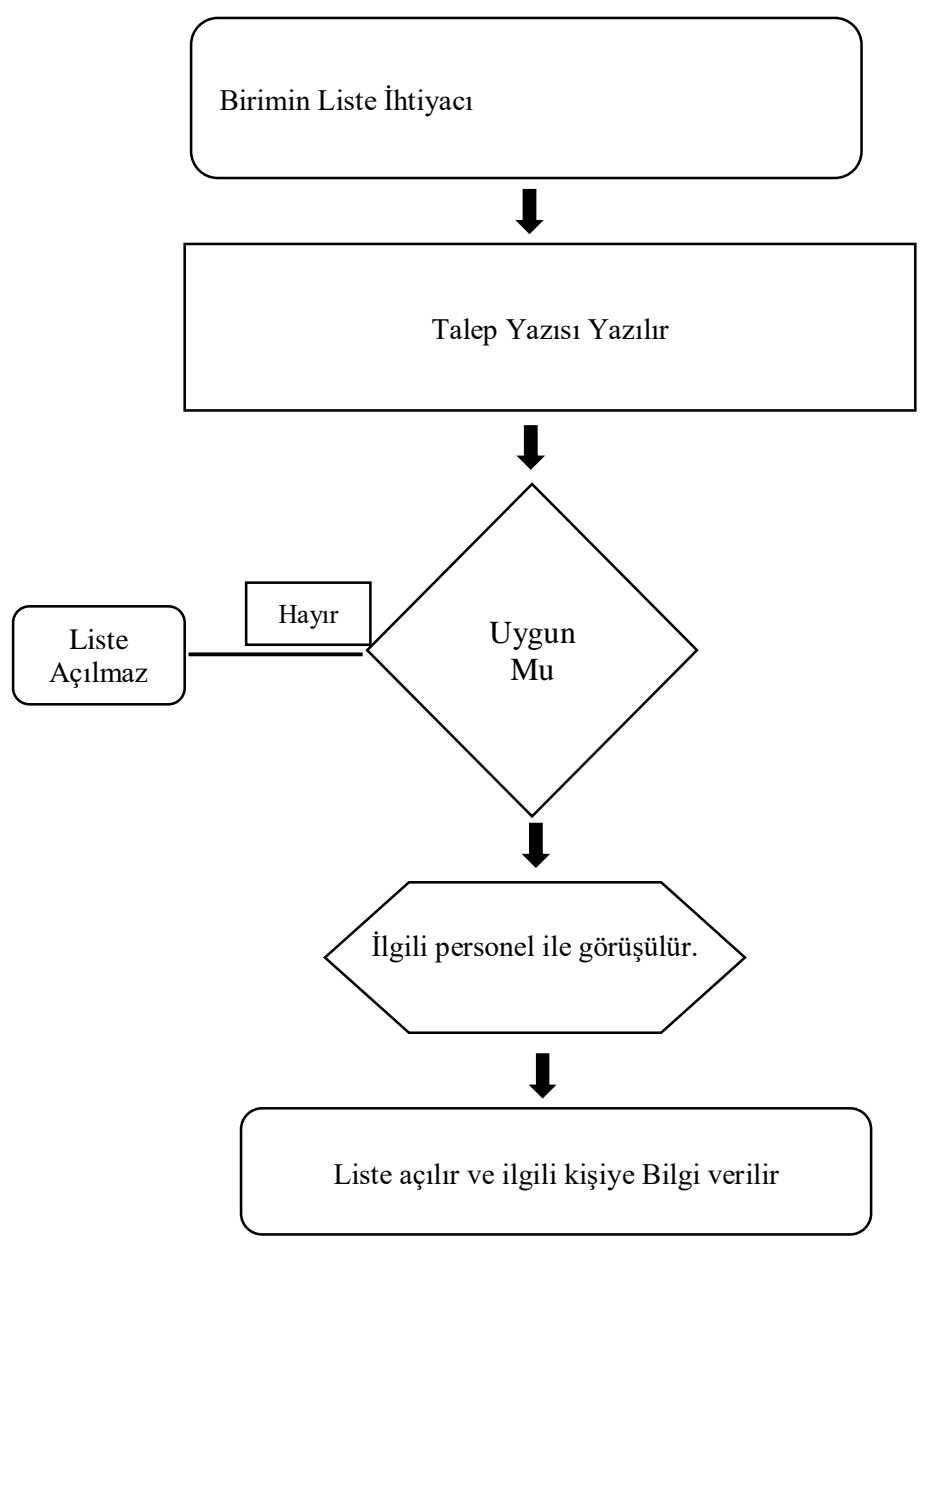 Birimin Liste İhtiyacı
Talep Yazısı Yazılır
Hayır
Liste
Açılmaz
Uygun
Mu
İlgili personel ile görüşülür.
Liste açılır ve ilgili kişiye Bilgi verilir